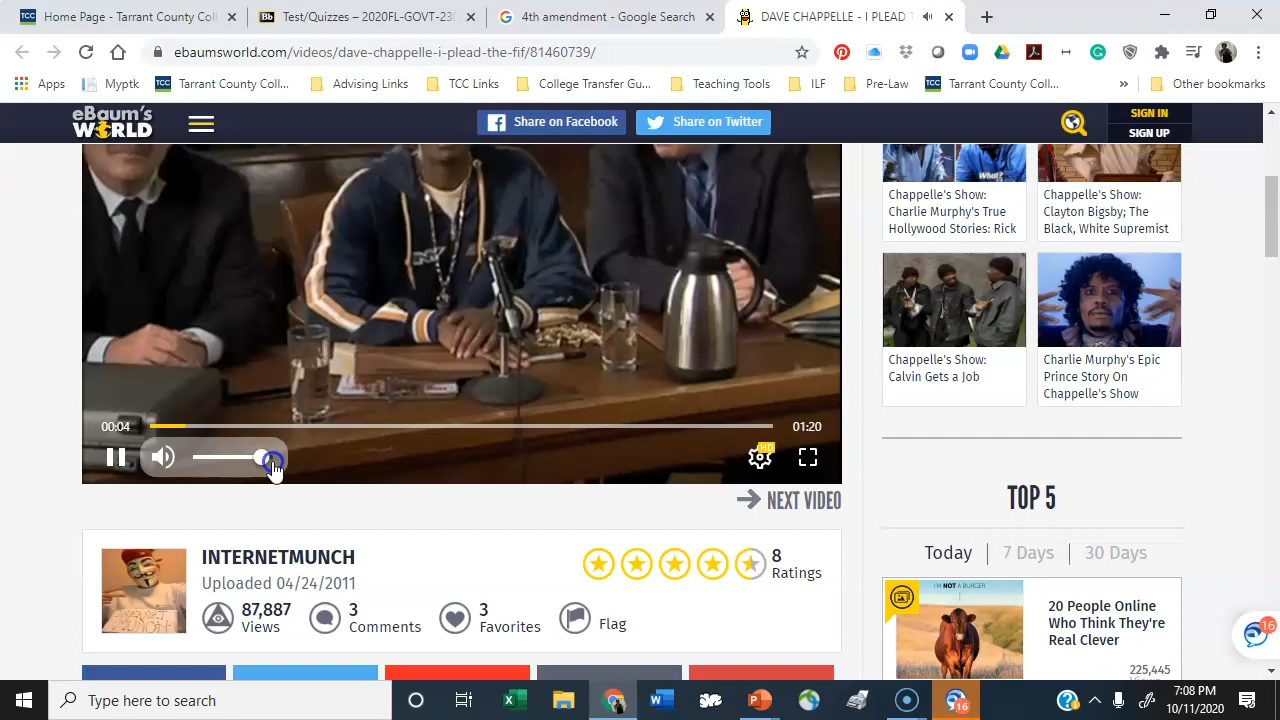 Home Page - Tarrant County coll
Test/Quizzes – 2020FL-GOVT-23
4th amendment - Google Search
DAVE CHAPPELLE - I PLEAD T
ebaumsworld.com/videos/dave-chappelle-i-plead-the-fif/81460739/
Apps
Myptk
Tarrant County Coll...
Advising Links
TCC Links
College Transfer Gu...
Teaching Tools
ILF
Pre-Law
Tarrant County Coll...
Other bookmarks
eBaum's
WORLD
Share on Facebook
Share on Twitter
SIGN IN
SIGN UP
What?
Chappelle's Show:
Charlie Murphy's True
Hollywood Stories: Rick
Chappelle's Show:
Clayton Bigsby; The
Black, White Supremist
Chappelle's Show:
Calvin Gets a Job
Charlie Murphy's Epic
Prince Story On
Chappelle's Show
00:04
01:20
HD
NEXT VIDEO
INTERNETMUNCH
Uploaded 04/24/2011
8
Ratings
87,887
Views
3
Comments
3
Favorites
Flag
TOP 5
Today
7 Days
30 Days
I'M NOT A BURGER
20 People Online
Who Think They're
Real Clever
225,445
16
Type here to search
16
7:08 PM
10/11/2020